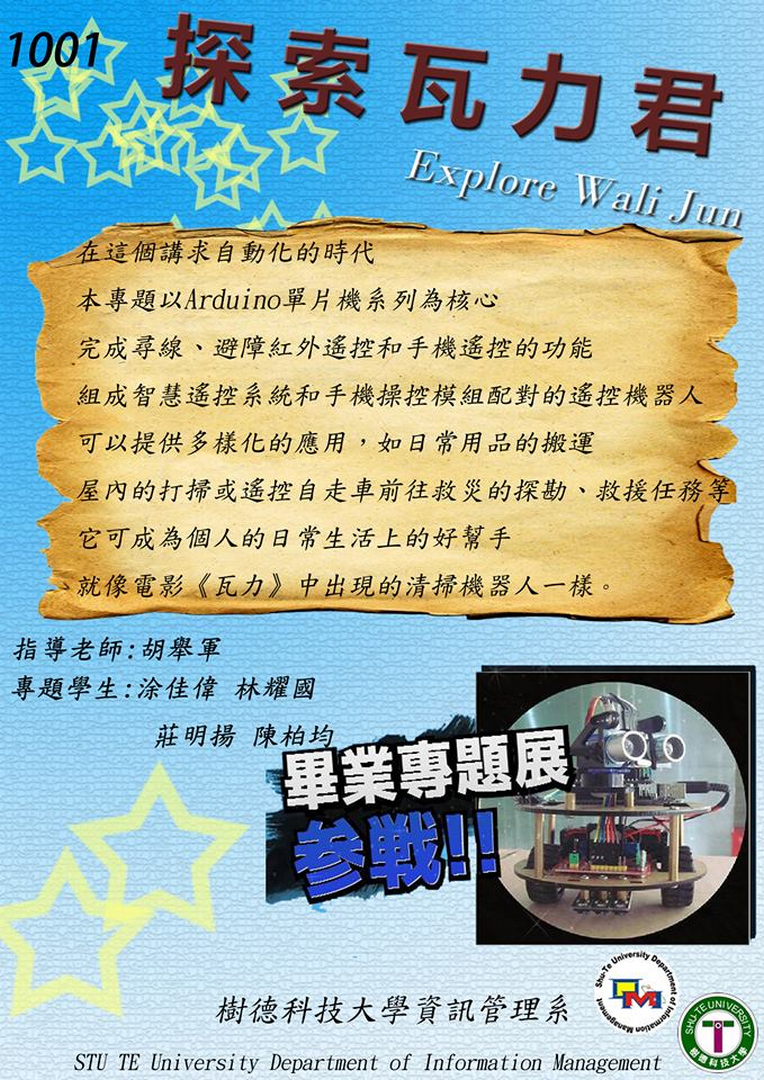 1001
探索瓦力君
Explore Wali Jun
在這個講求自動化的時代
本專題以Arduino單片機系列為核心
完成尋線、避障紅外遙控和手機遙控的功能
組成智慧遙控系統和手機操控模組配對的遙控機器人
可以提供多樣化的應用，如日常用品的搬運
屋內的打掃或遙控自走車前往救災的探勘、救援任務等
它可成為個人的日常生活上的好幫手
就像電影《瓦力》中出現的清掃機器人一樣。
指導老師:胡舉軍
專題學生:涂佳偉 林耀國
莊明揚 陳柏均
畢業專題展
参戦!!
Shu-Te University Department of Information Management
樹德科技大學資訊管理系
SHU-TE UNIVERSITY
樹德科技大學
STU TE University Department of Information Management